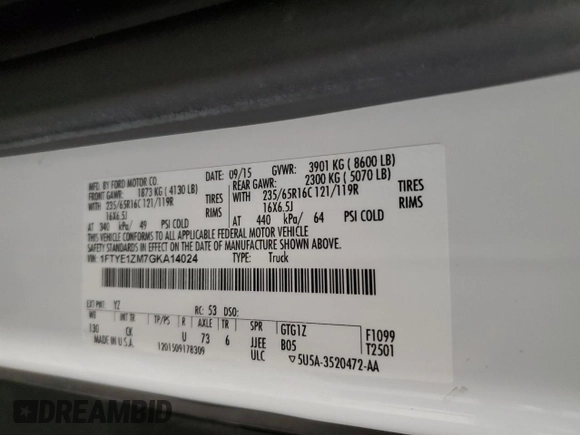 MFD. BY FORD MOTOR CO.
DATE: 09/15 GVWR: 3901 KG ( 8600 LB)
FRONT GAWR: 1873 KG ( 4130 LB) REAR GAWR: 2300 KG ( 5070 LB)
WITH 235/65R16C 121/119R TIRES WITH 235/65R16C 121/119R TIRES
16X6.5J RIMS 16X6.5J RIMS
AT 340 kPa/ 49 PSI COLD AT 440 kPa/ 64 PSI COLD
THIS VEHICLE CONFORMS TO ALL APPLICABLE FEDERAL MOTOR VEHICLE
SAFETY STANDARDS IN EFFECT ON THE DATE OF MANUFACTURE SHOWN ABOVE.
VIN: 1FTYE1ZM7GKA14024 TYPE: Truck
EXT PNT: YZ RC: 53 DSO:
WB INT TR TP/PS R AXLE TR SPR GTG1Z F1099
130 CK U 73 6 JJEE B05 T2501
MADE IN U.S.A. 1201509178309 ULC ▽5U5A-3520472-AA
DREAMBID